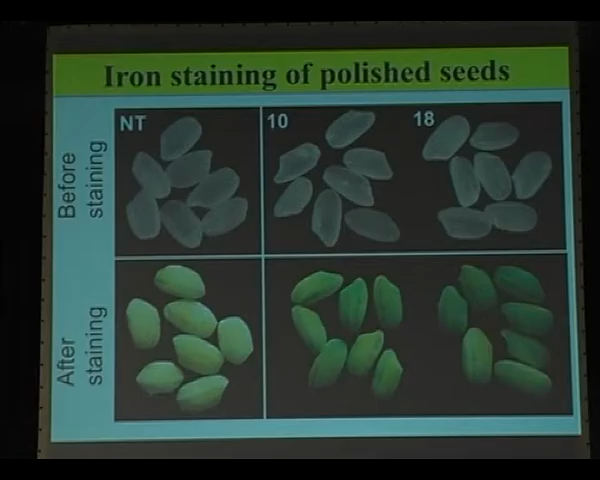 Iron staining of polished seeds
Before
staining
NT
10
18
After
staining